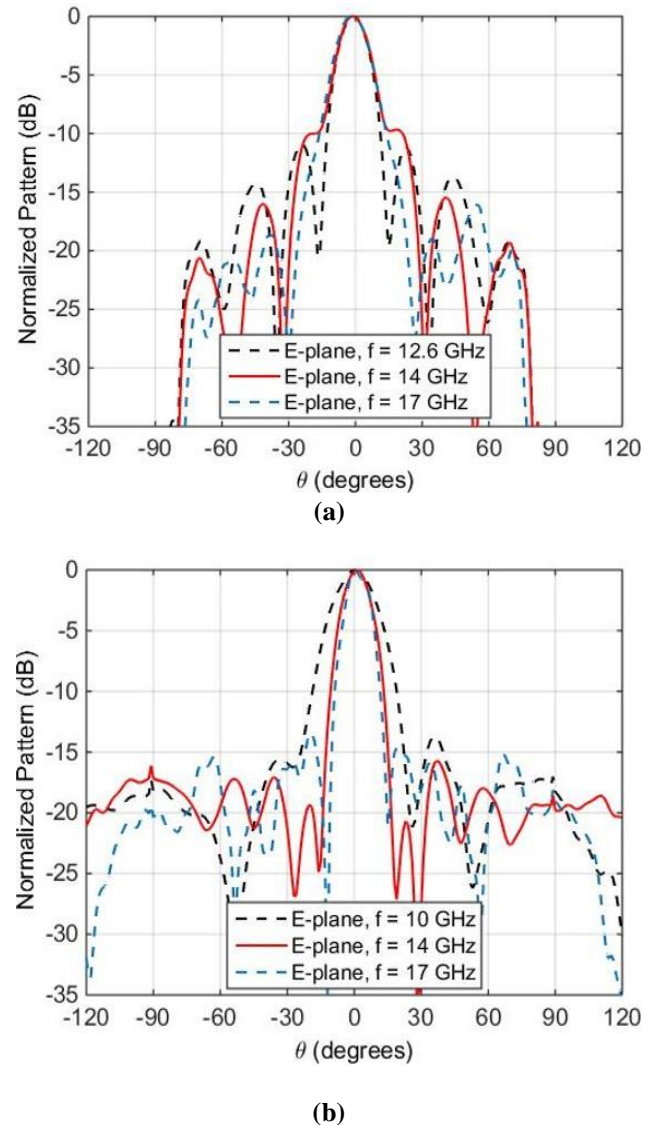 0
-5
-10
-15
-20
-25
-30
-35
Normalized Pattern (dB)
E-plane, f = 12.6 GHz
E-plane, f = 14 GHz
E-plane, f = 17 GHz
-120 -90 -60 -30 0 30 60 90 120
θ (degrees)
(a)
0
-5
-10
-15
-20
-25
-30
-35
Normalized Pattern (dB)
E-plane, f = 10 GHz
E-plane, f = 14 GHz
E-plane, f = 17 GHz
-120 -90 -60 -30 0 30 60 90 120
θ (degrees)
(b)